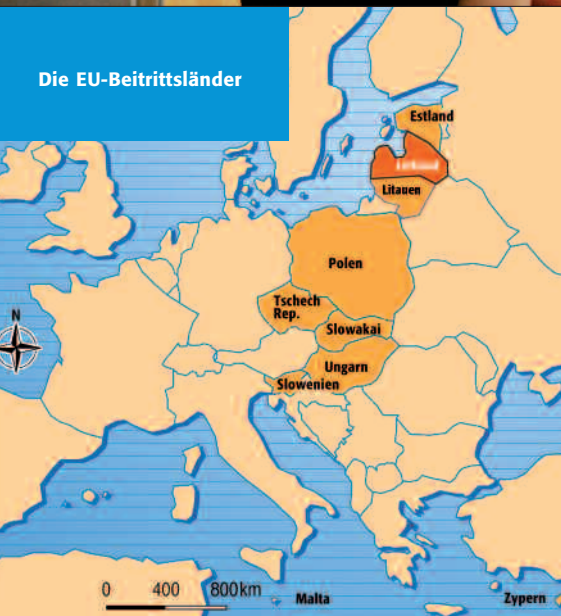 Die EU-Beitrittsländer
Estland
Litauen
Polen
Tschech
Rep.
Slowakai
Ungarn
Slowenien
N
0 400 800km
Malta
Zypern